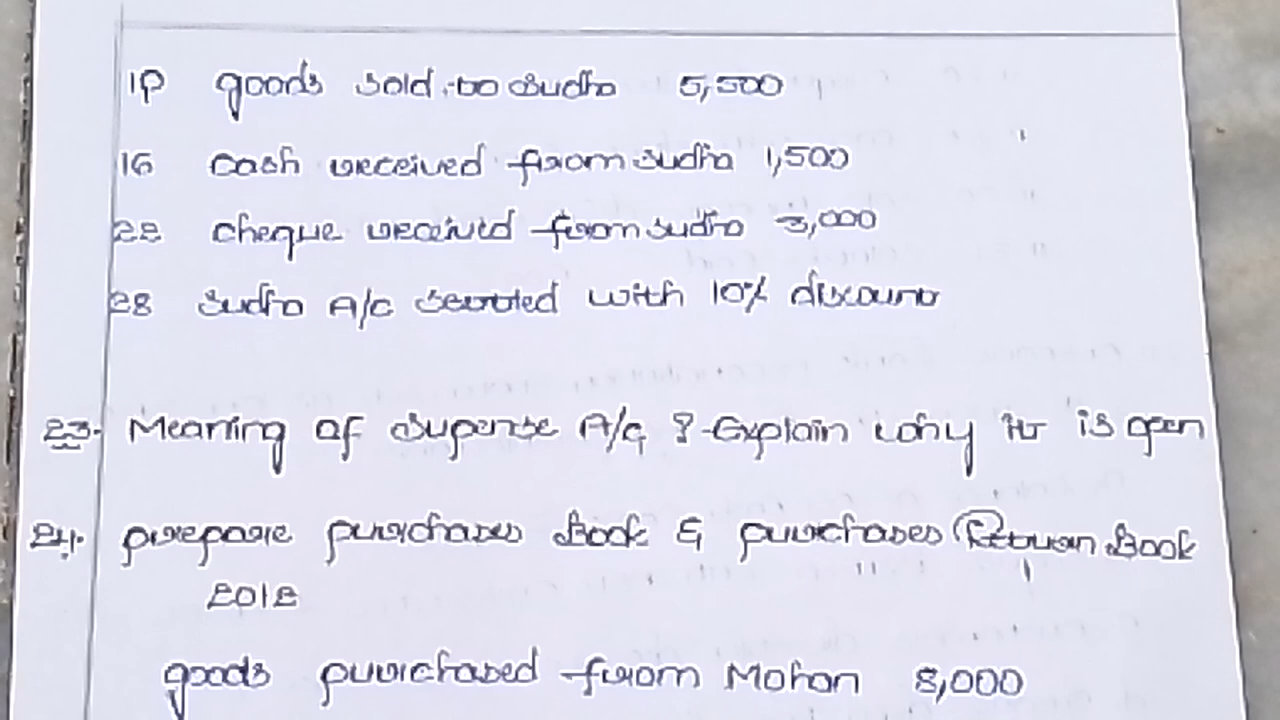 10 goods sold to Sudha 5,500
16 Cash received from Sudha 1,500
22 cheque received from Sudha 3,000
28 Sudha A/C settled with 10% discount
23. Meaning of Supense A/c ? Explain why it is open
24. prepare purchases Book & purchases Return Book
2012
goods purchased from Mohan 8,000